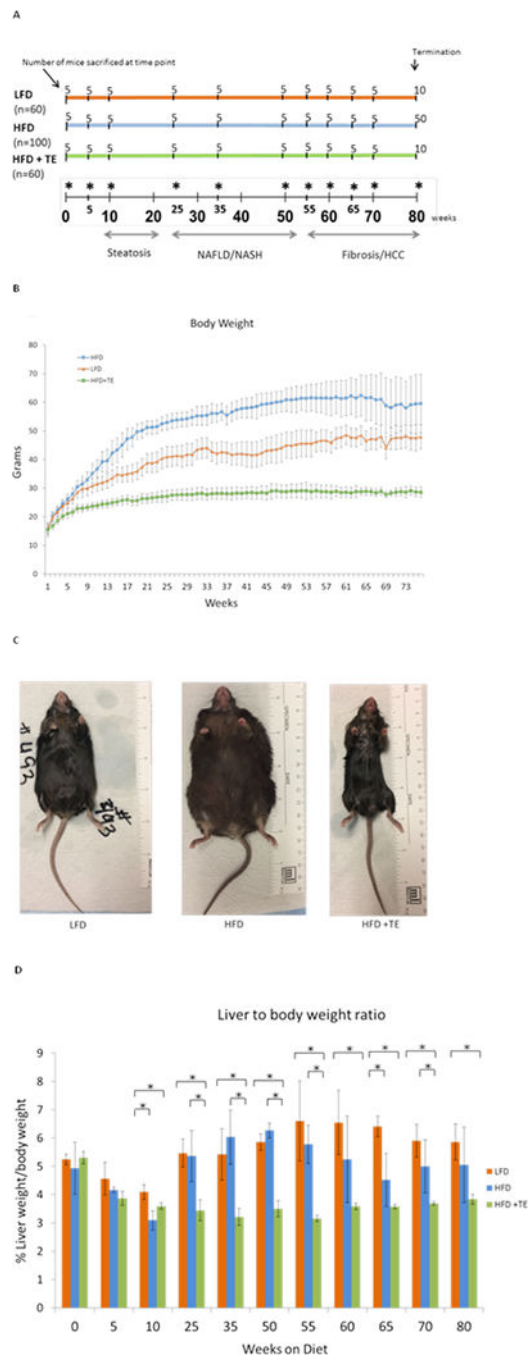 A
Termination
Number of mice sacrificed at time point
LFD 5 5 5 5 5 5 5 5 5 5 10
(n=60)
HFD 5 5 5 5 5 5 5 5 5 5 50
(n=100)
HFD + TE 5 5 5 5 5 5 5 5 5 5 10
(n=60)
* * * * * * * * * * *
0 5 10 20 25 30 35 40 50 55 60 65 70 80 weeks
Steatosis NAFLD/NASH Fibrosis/HCC
B
Body Weight
80
70
60
50
40
30
20
10
0
Grams
HFD
LFD
HFD+TE
1 5 9 13 17 21 25 29 33 37 41 45 49 53 57 61 65 69 73
Weeks
C
# 493
#
LFD HFD HFD +TE
D
Liver to body weight ratio
9
8
7
6
5
4
3
2
1
0
% Liver weight/body weight
* * * * * * * * * * * * * * *
LFD
HFD
HFD +TE
0 5 10 25 35 50 55 60 65 70 80
Weeks on Diet